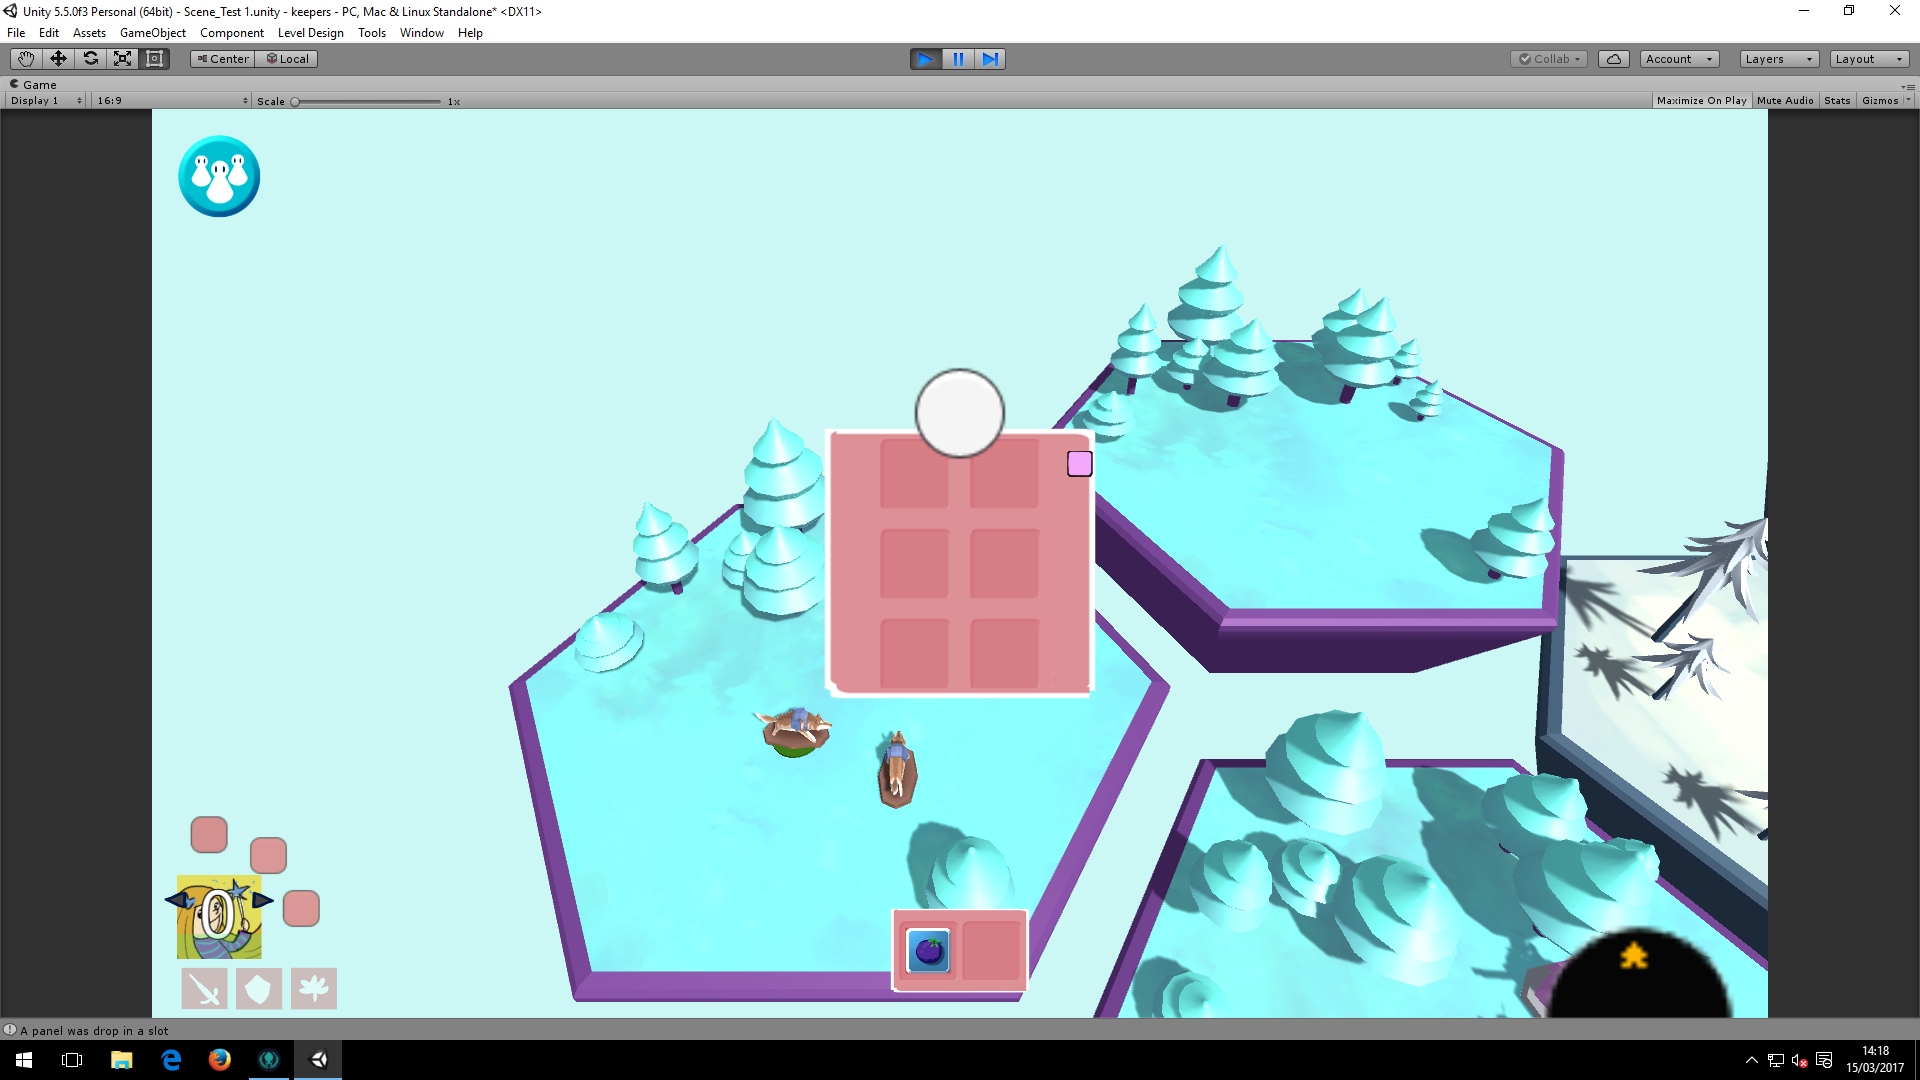 Unity 5.5.0f3 Personal (64bit) - Scene_Test 1.unity - keepers - PC, Mac & Linux Standalone* <DX11>
File Edit Assets GameObject Component Level Design Tools Window Help
Center Local Collab Account Layers Layout
Game
Display 1 16:9 Scale 1x Maximize On Play Mute Audio Stats Gizmos
0
A panel was drop in a slot
14:18
15/03/2017